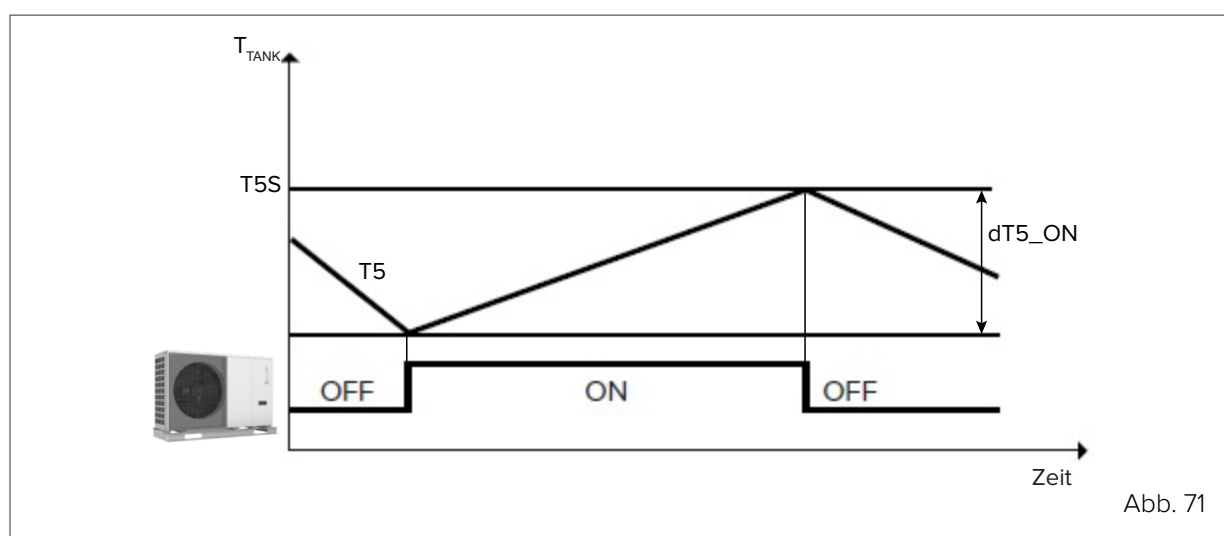 T_TANK
T5S
dT5_ON
T5
OFF
ON
OFF
Zeit
Abb. 71